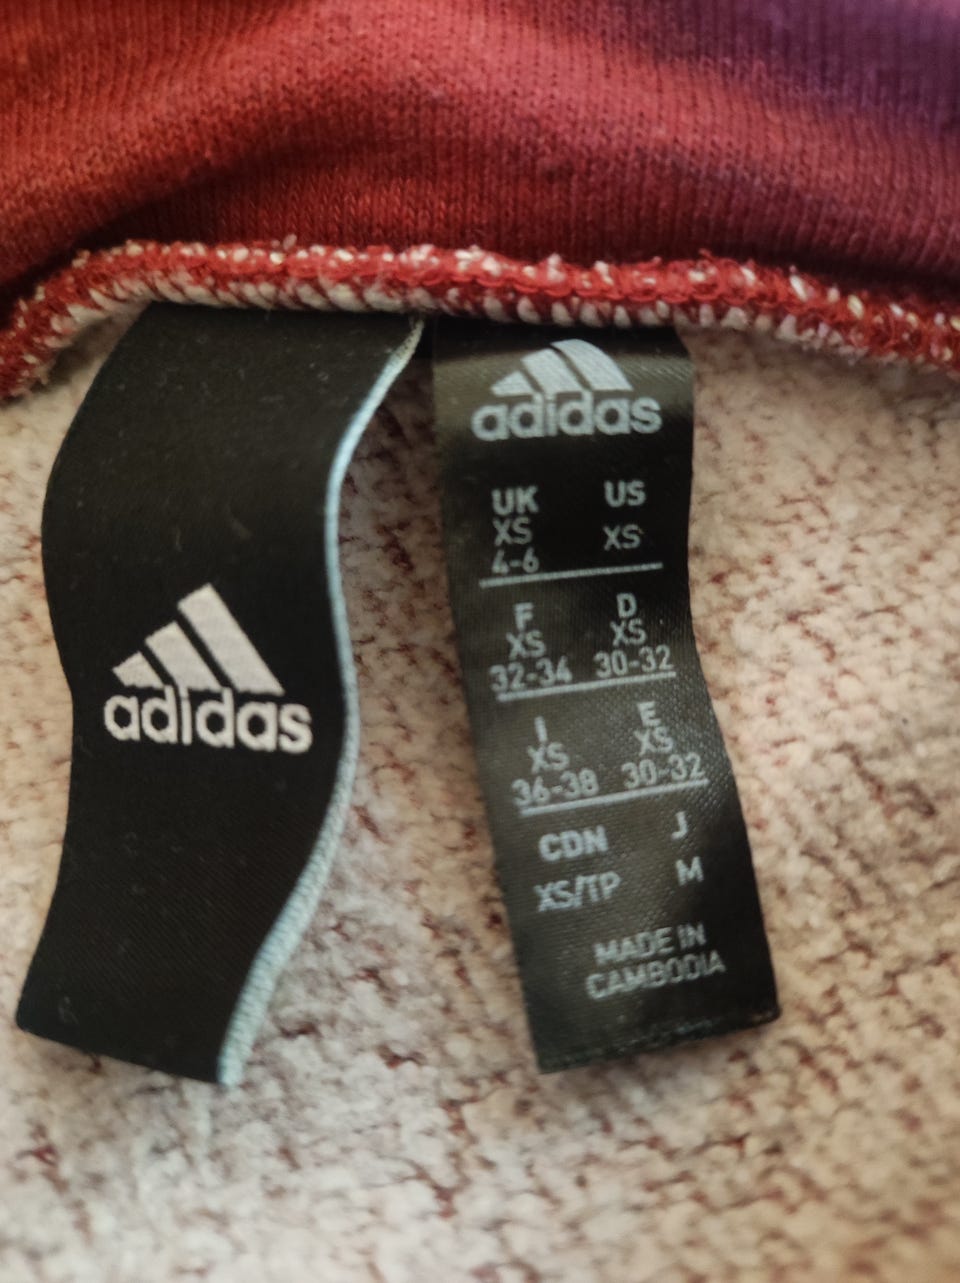 adidas
adidas
UK US
XS XS
4-6
F D
XS XS
32-34 30-32
I E
XS XS
36-38 30-32
CDN J
XS/TP M
MADE IN
CAMBODIA